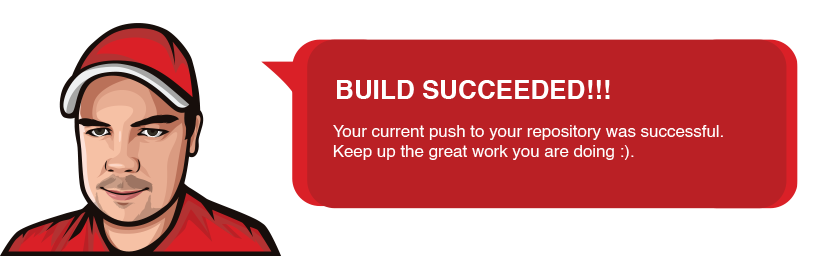 BUILD SUCCEEDED!!!
Your current push to your repository was successful.
Keep up the great work you are doing :).